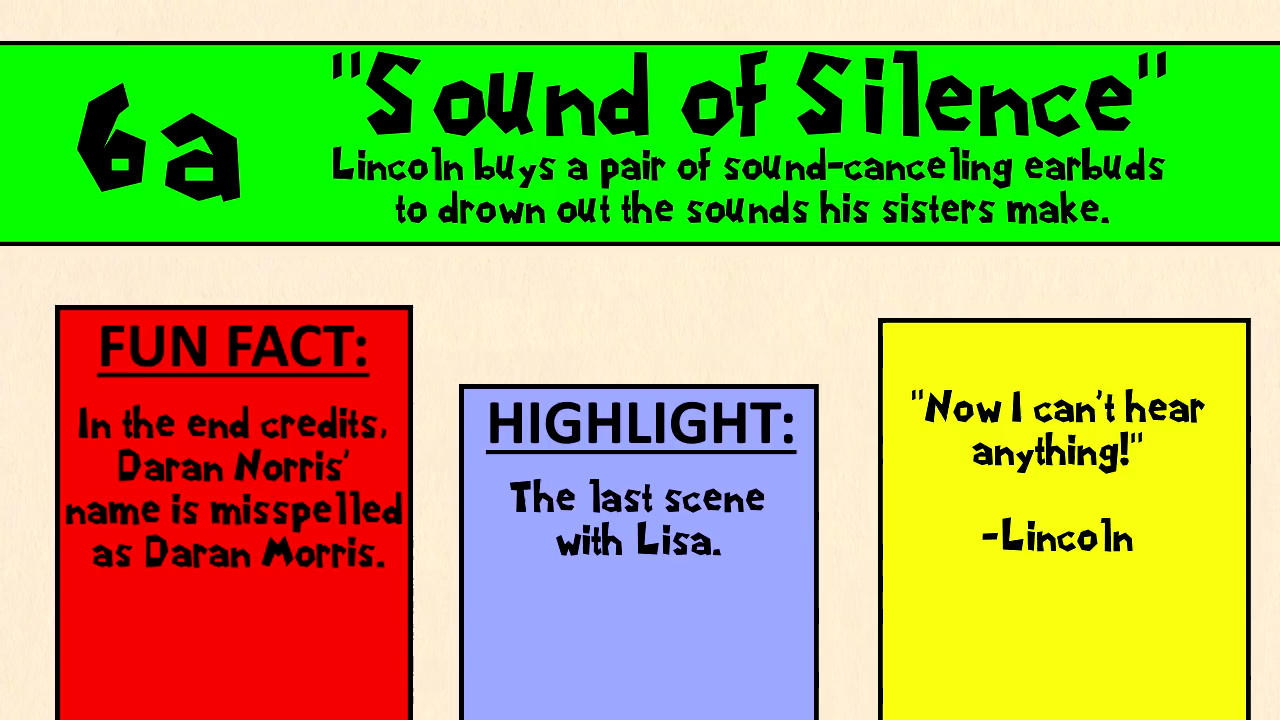 6a
"Sound of Silence"
Lincoln buys a pair of sound-canceling earbuds
to drown out the sounds his sisters make.
FUN FACT:
In the end credits,
Daran Norris'
name is misspelled
as Daran Morris.
HIGHLIGHT:
The last scene
with Lisa.
"Now I can't hear
anything!"
-Lincoln